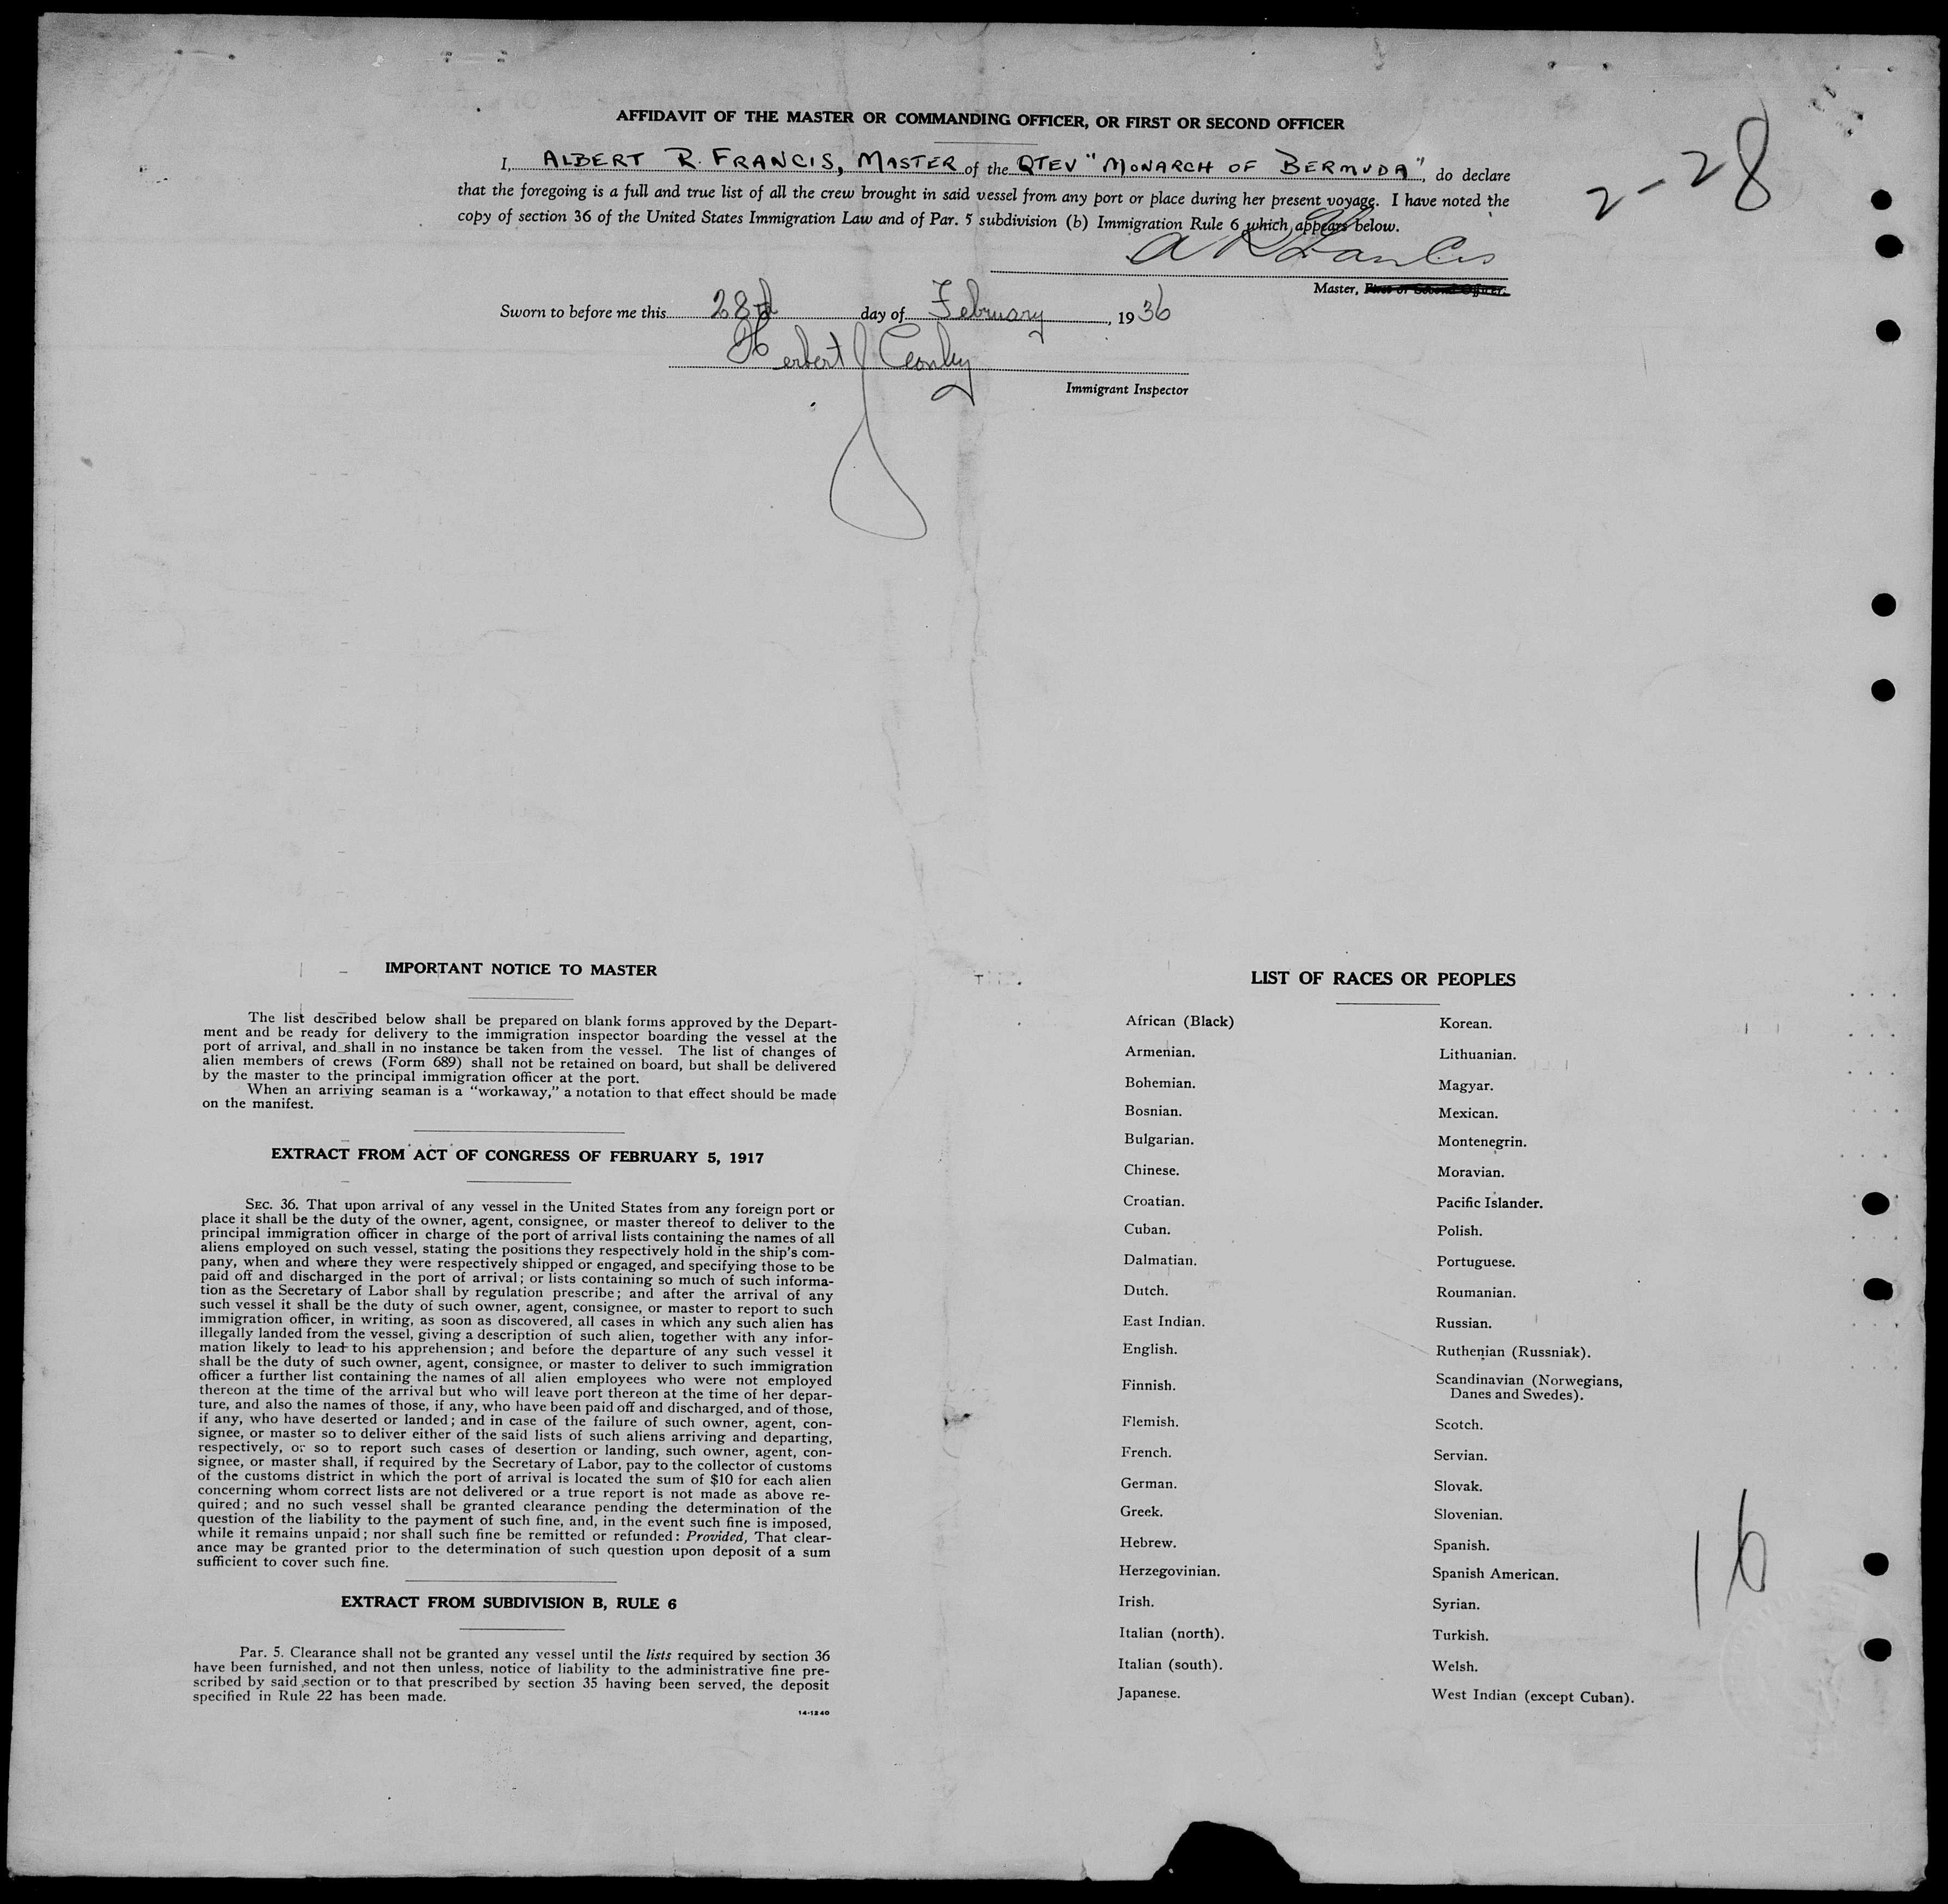 AFFIDAVIT OF THE MASTER OR COMMANDING OFFICER, OR FIRST OR SECOND OFFICER
2-28
I, ALBERT R. FRANCIS, MASTER of the QTEV "MONARCH OF BERMUDA", do declare
that the foregoing is a full and true list of all the crew brought in said vessel from any port or place during her present voyage. I have noted the
copy of section 36 of the United States Immigration Law and of Par. 5 subdivision (b) Immigration Rule 6 which appears below.
A R Francis
Master, First or Second Officer.
Sworn to before me this 28th day of February, 1936
Herbert J
Immigrant Inspector
IMPORTANT NOTICE TO MASTER
The list described below shall be prepared on blank forms approved by the Depart-
ment and be ready for delivery to the immigration inspector boarding the vessel at the
port of arrival, and shall in no instance be taken from the vessel. The list of changes of
alien members of crews (Form 689) shall not be retained on board, but shall be delivered
by the master to the principal immigration officer at the port.
When an arriving seaman is a "workaway," a notation to that effect should be made
on the manifest.
EXTRACT FROM ACT OF CONGRESS OF FEBRUARY 5, 1917
SEC. 36. That upon arrival of any vessel in the United States from any foreign port or
place it shall be the duty of the owner, agent, consignee, or master thereof to deliver to the
principal immigration officer in charge of the port of arrival lists containing the names of all
aliens employed on such vessel, stating the positions they respectively hold in the ship's com-
pany, when and where they were respectively shipped or engaged, and specifying those to be
paid off and discharged in the port of arrival; or lists containing so much of such informa-
tion as the Secretary of Labor shall by regulation prescribe; and after the arrival of any
such vessel it shall be the duty of such owner, agent, consignee, or master to report to such
immigration officer, in writing, as soon as discovered, all cases in which any such alien has
illegally landed from the vessel, giving a description of such alien, together with any infor-
mation likely to lead to his apprehension; and before the departure of any such vessel it
shall be the duty of such owner, agent, consignee, or master to deliver to such immigration
officer a further list containing the names of all alien employees who were not employed
thereon at the time of the arrival but who will leave port thereon at the time of her depar-
ture, and also the names of those, if any, who have been paid off and discharged, and of those,
if any, who have deserted or landed; and in case of the failure of such owner, agent, con-
signee, or master so to deliver either of the said lists of such aliens arriving and departing,
respectively, or so to report such cases of desertion or landing, such owner, agent, con-
signee, or master shall, if required by the Secretary of Labor, pay to the collector of customs
of the customs district in which the port of arrival is located the sum of $10 for each alien
concerning whom correct lists are not delivered or a true report is not made as above re-
quired; and no such vessel shall be granted clearance pending the determination of the
question of the liability to the payment of such fine, and, in the event such fine is imposed,
while it remains unpaid; nor shall such fine be remitted or refunded: Provided, That clear-
ance may be granted prior to the determination of such question upon deposit of a sum
sufficient to cover such fine.
EXTRACT FROM SUBDIVISION B, RULE 6
Par. 5. Clearance shall not be granted any vessel until the lists required by section 36
have been furnished, and not then unless, notice of liability to the administrative fine pre-
scribed by said section or to that prescribed by section 35 having been served, the deposit
specified in Rule 22 has been made.
14-1240
LIST OF RACES OR PEOPLES
African (Black)
Armenian.
Bohemian.
Bosnian.
Bulgarian.
Chinese.
Croatian.
Cuban.
Dalmatian.
Dutch.
East Indian.
English.
Finnish.
Flemish.
French.
German.
Greek.
Hebrew.
Herzegovinian.
Irish.
Italian (north).
Italian (south).
Japanese.
Korean.
Lithuanian.
Magyar.
Mexican.
Montenegrin.
Moravian.
Pacific Islander.
Polish.
Portuguese.
Roumanian.
Russian.
Ruthenian (Russniak).
Scandinavian (Norwegians,
Danes and Swedes).
Scotch.
Servian.
Slovak.
Slovenian.
Spanish.
Spanish American.
Syrian.
Turkish.
Welsh.
West Indian (except Cuban).
16